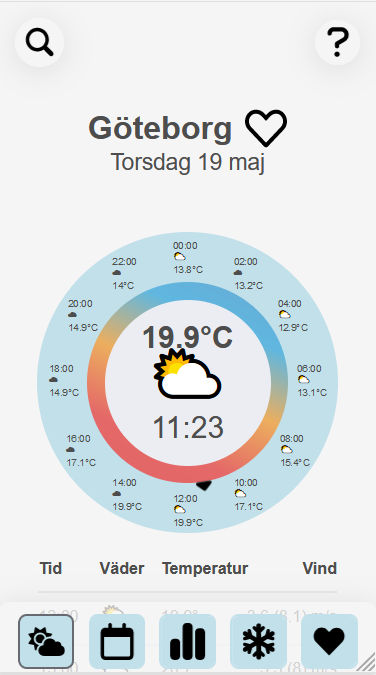 ?
Göteborg
Torsdag 19 maj
00:00
13.8°C
02:00
13.2°C
04:00
12.9°C
06:00
13.1°C
08:00
15.4°C
10:00
17.1°C
12:00
19.9°C
14:00
19.9°C
16:00
17.1°C
18:00
14.9°C
20:00
14.9°C
22:00
14°C
19.9°C
11:23
Tid Väder Temperatur Vind